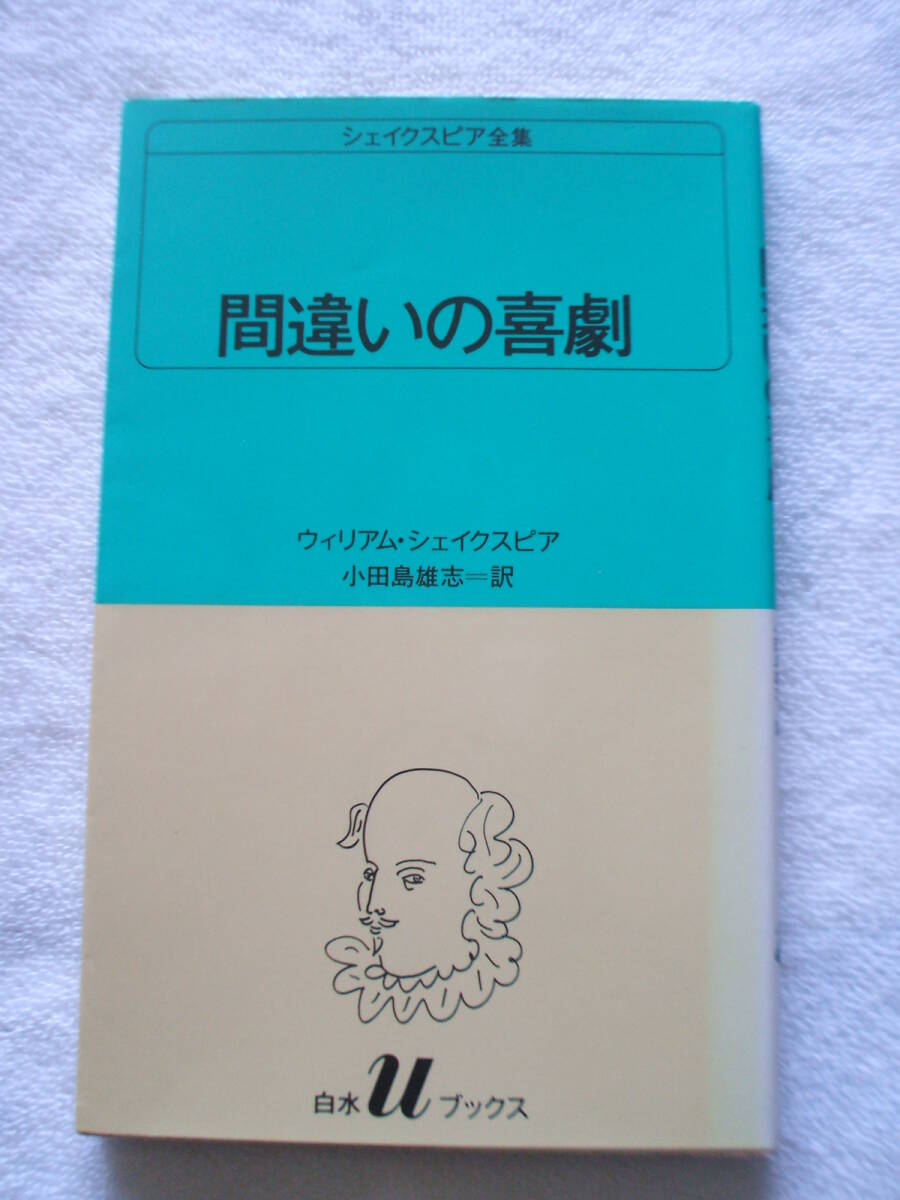 シェイクスピア全集
間違いの喜劇
ウィリアム・シェイクスピア
小田島雄志＝訳
白水uブックス